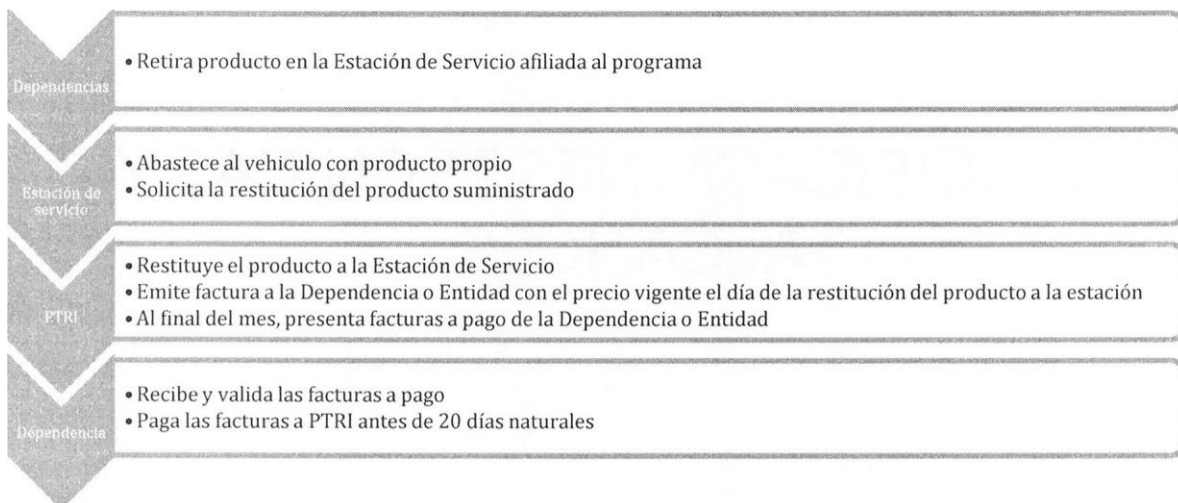 Dependencias
• Retira producto en la Estación de Servicio afiliada al programa
Estación de
servicio
• Abastece al vehiculo con producto propio
• Solicita la restitución del producto suministrado
PTRI
• Restituye el producto a la Estación de Servicio
• Emite factura a la Dependencia o Entidad con el precio vigente el día de la restitución del producto a la estación
• Al final del mes, presenta facturas a pago de la Dependencia o Entidad
Dependencia
• Recibe y valida las facturas a pago
• Paga las facturas a PTRI antes de 20 días naturales